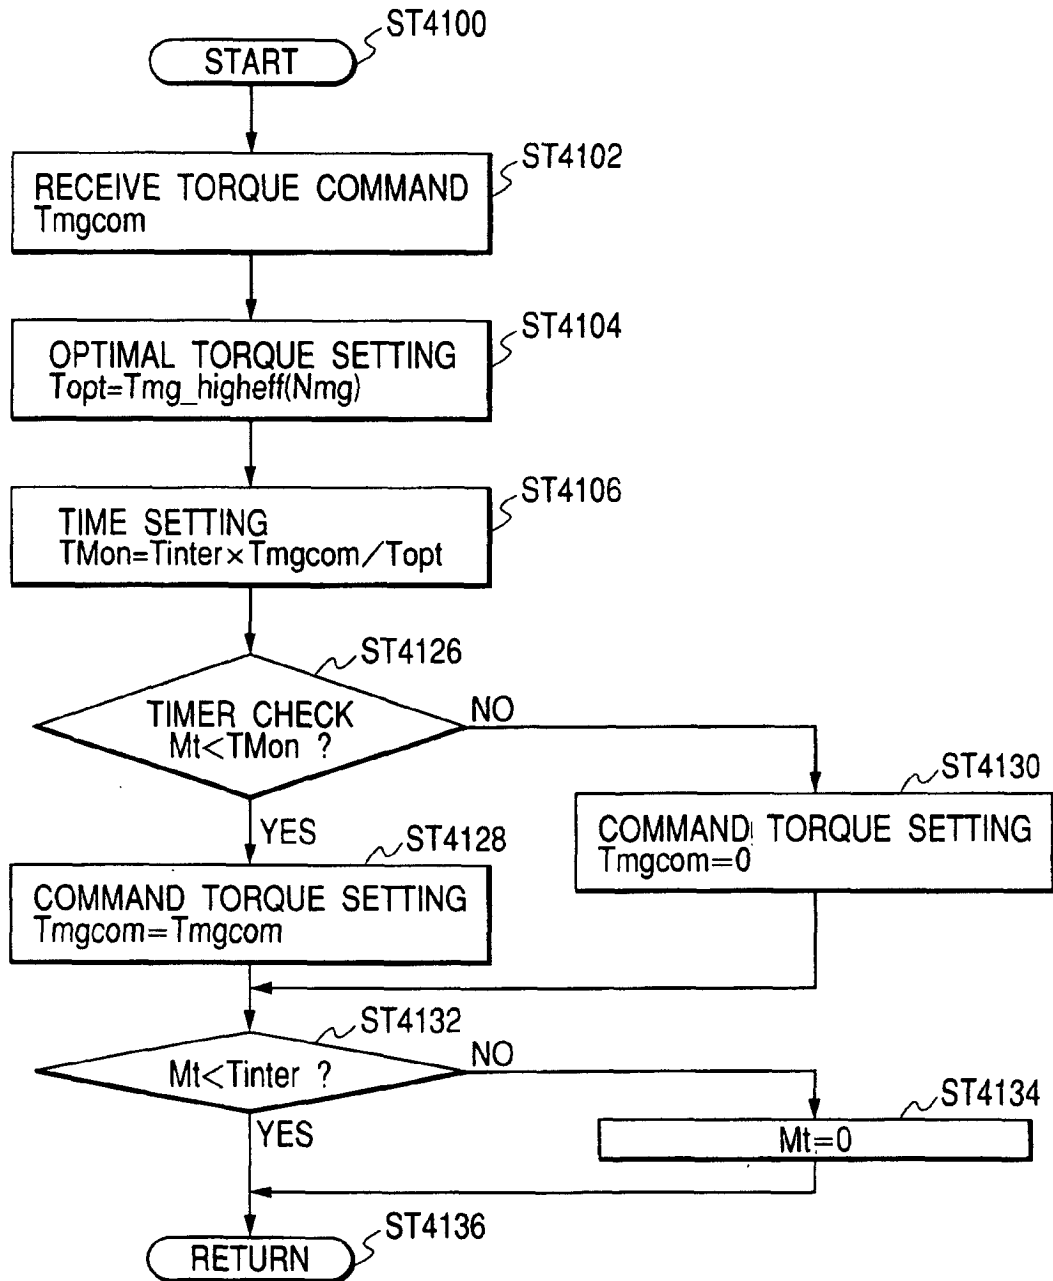 ST4100
START
ST4102
RECEIVE TORQUE COMMAND
Tmgcom
ST4104
OPTIMAL TORQUE SETTING
Topt=Tmg_higheff(Nmg)
ST4106
TIME SETTING
TMon=Tinter×Tmgcom/Topt
ST4126
TIMER CHECK
Mt<TMon ?
NO
YES
ST4130
COMMAND TORQUE SETTING
Tmgcom=0
ST4128
COMMAND TORQUE SETTING
Tmgcom=Tmgcom
ST4132
Mt<Tinter ?
NO
YES
ST4134
Mt=0
ST4136
RETURN